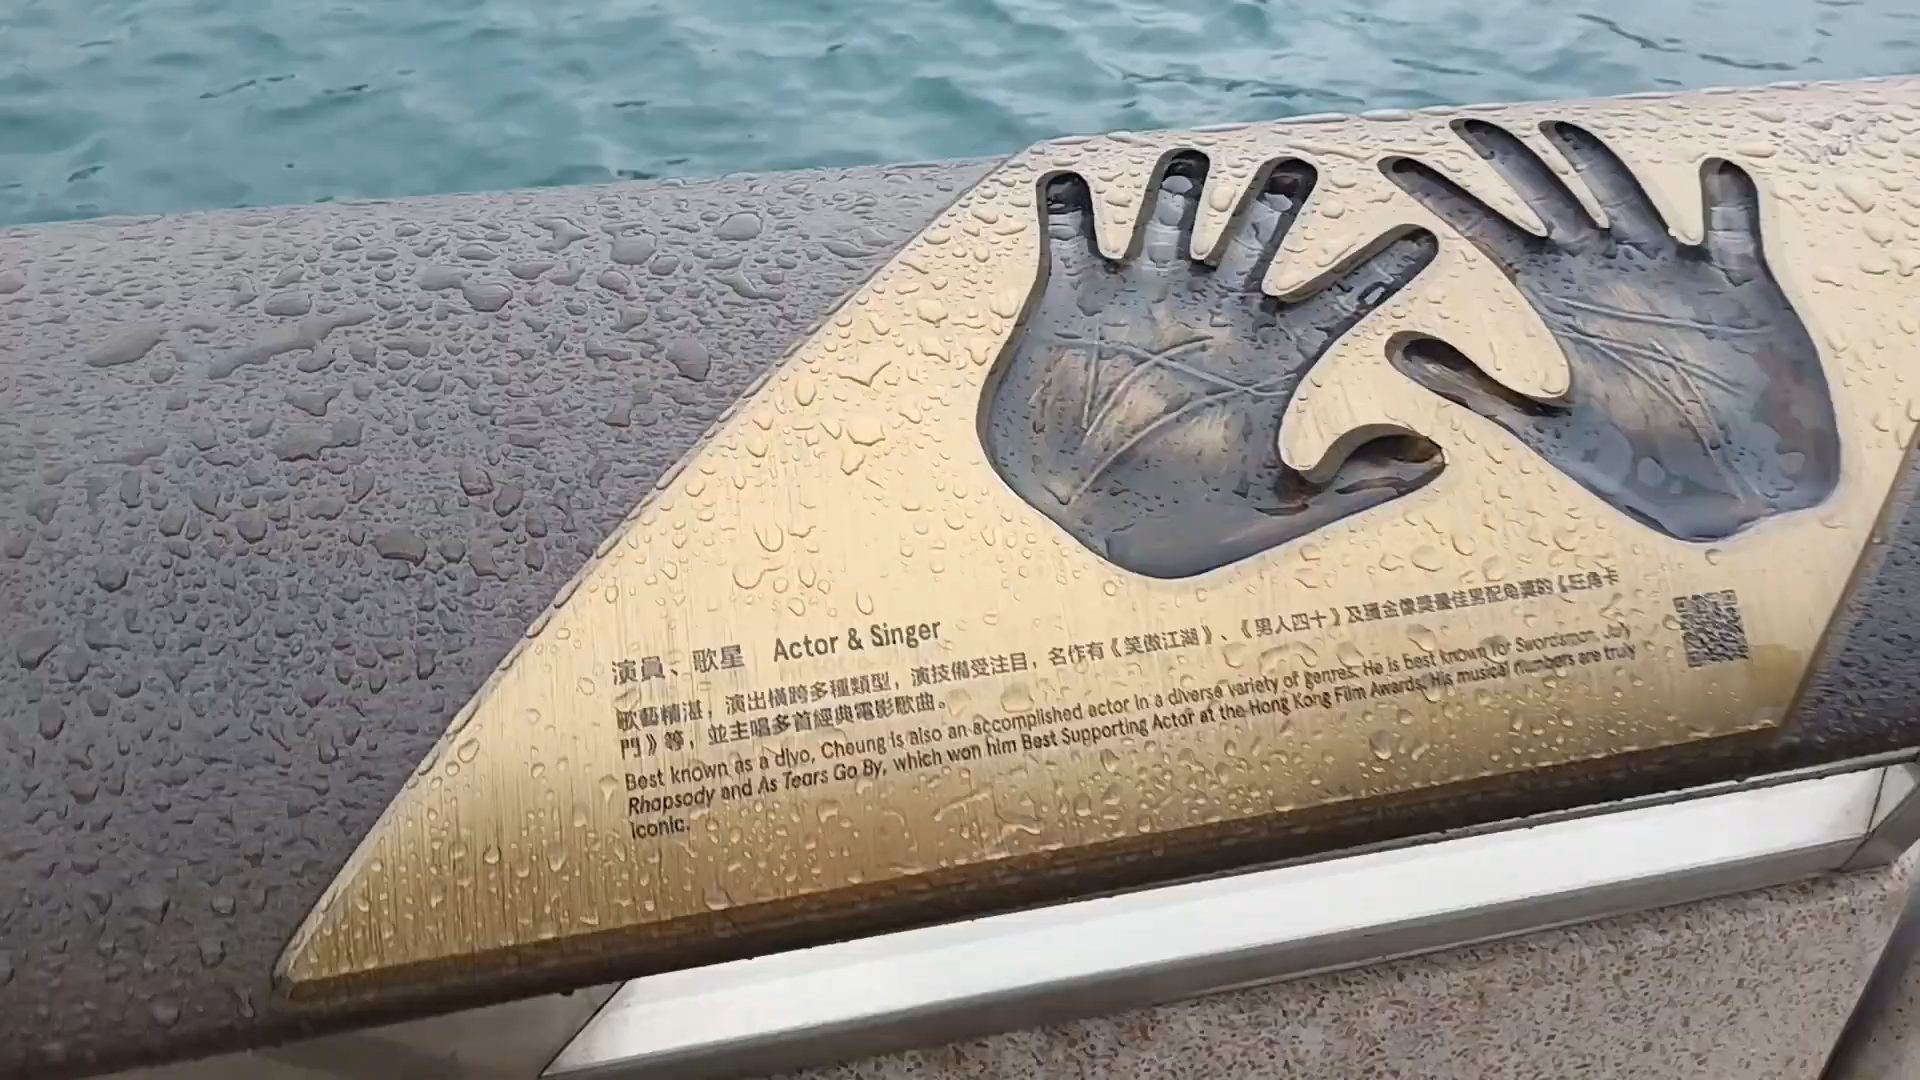 演員、歌星 Actor & Singer
歌藝精湛，演出橫跨多種類型，演技備受注目，名作有《笑傲江湖》、《男人四十》及獲金像獎最佳男配角獎的《旺角卡
門》等，並主唱多首經典電影歌曲。
Best known as a divo, Cheung is also an accomplished actor in a diverse variety of genres. He is best known for Swordsman, July
Rhapsody and As Tears Go By, which won him Best Supporting Actor at the Hong Kong Film Awards. His musical numbers are truly
iconic.